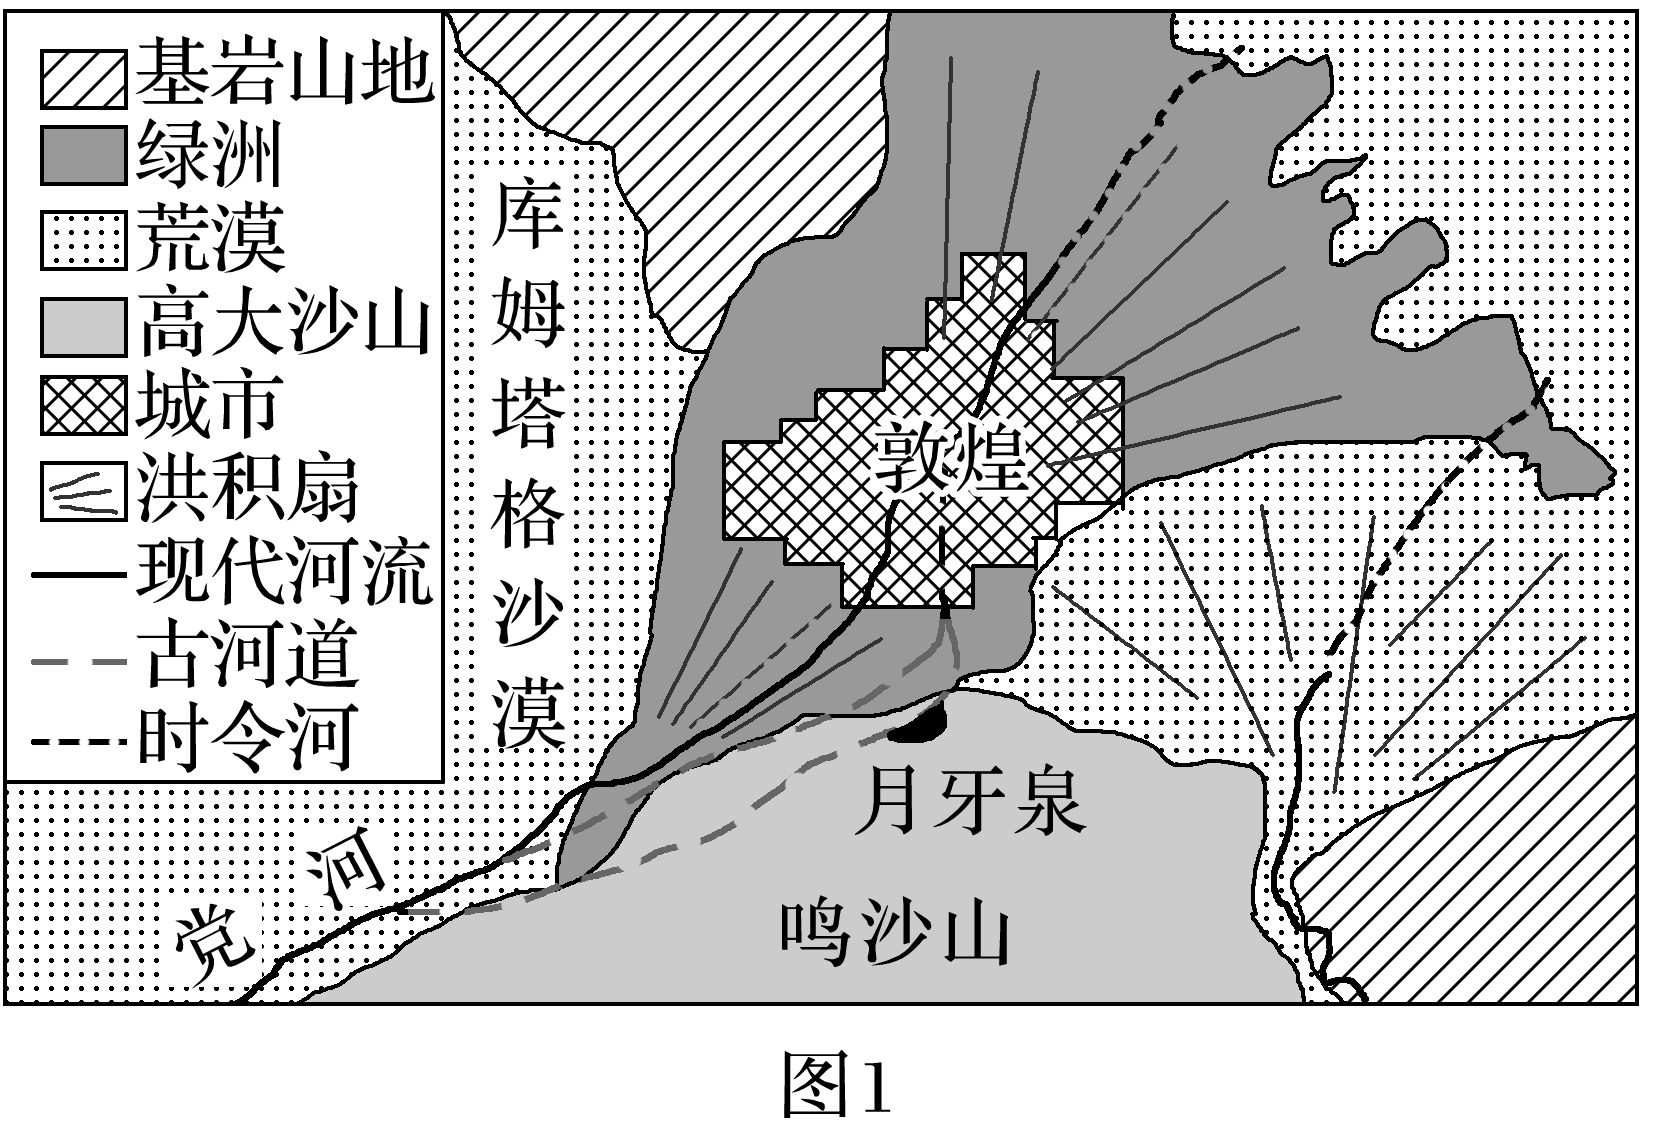 基岩山地
绿洲
荒漠
高大沙山
城市
洪积扇
现代河流
古河道
时令河
库姆塔格沙漠
敦煌
月牙泉
鸣沙山
党河
图1